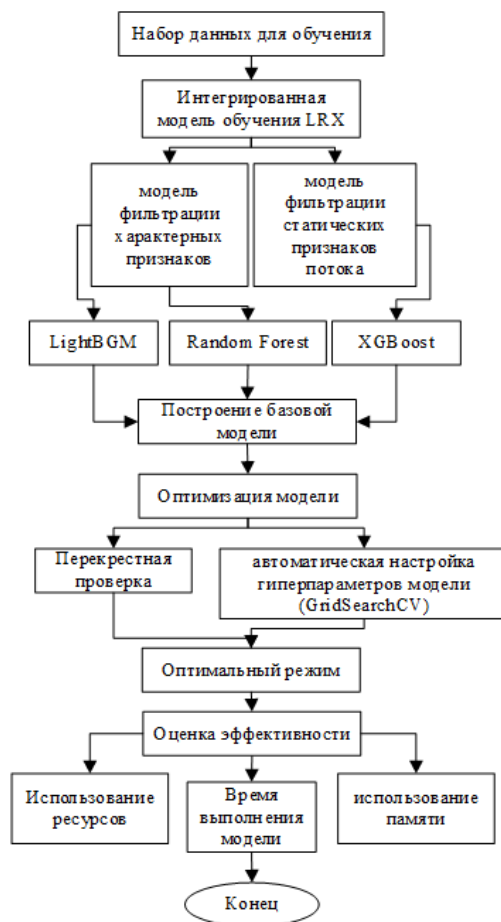 Набор данных для обучения
Интегрированная
модель обучения LRX
модель
фильтрации
характерных
признаков
модель
фильтрации
статических
признаков
потока
LightBGM
Random Forest
XGBoost
Построение базовой
модели
Оптимизация модели
Перекрестная
проверка
автоматическая настройка
гиперпараметров модели
(GridSearchCV)
Оптимальный режим
Оценка эффективности
Использование
ресурсов
Время
выполнения
модели
использование
памяти
Конец